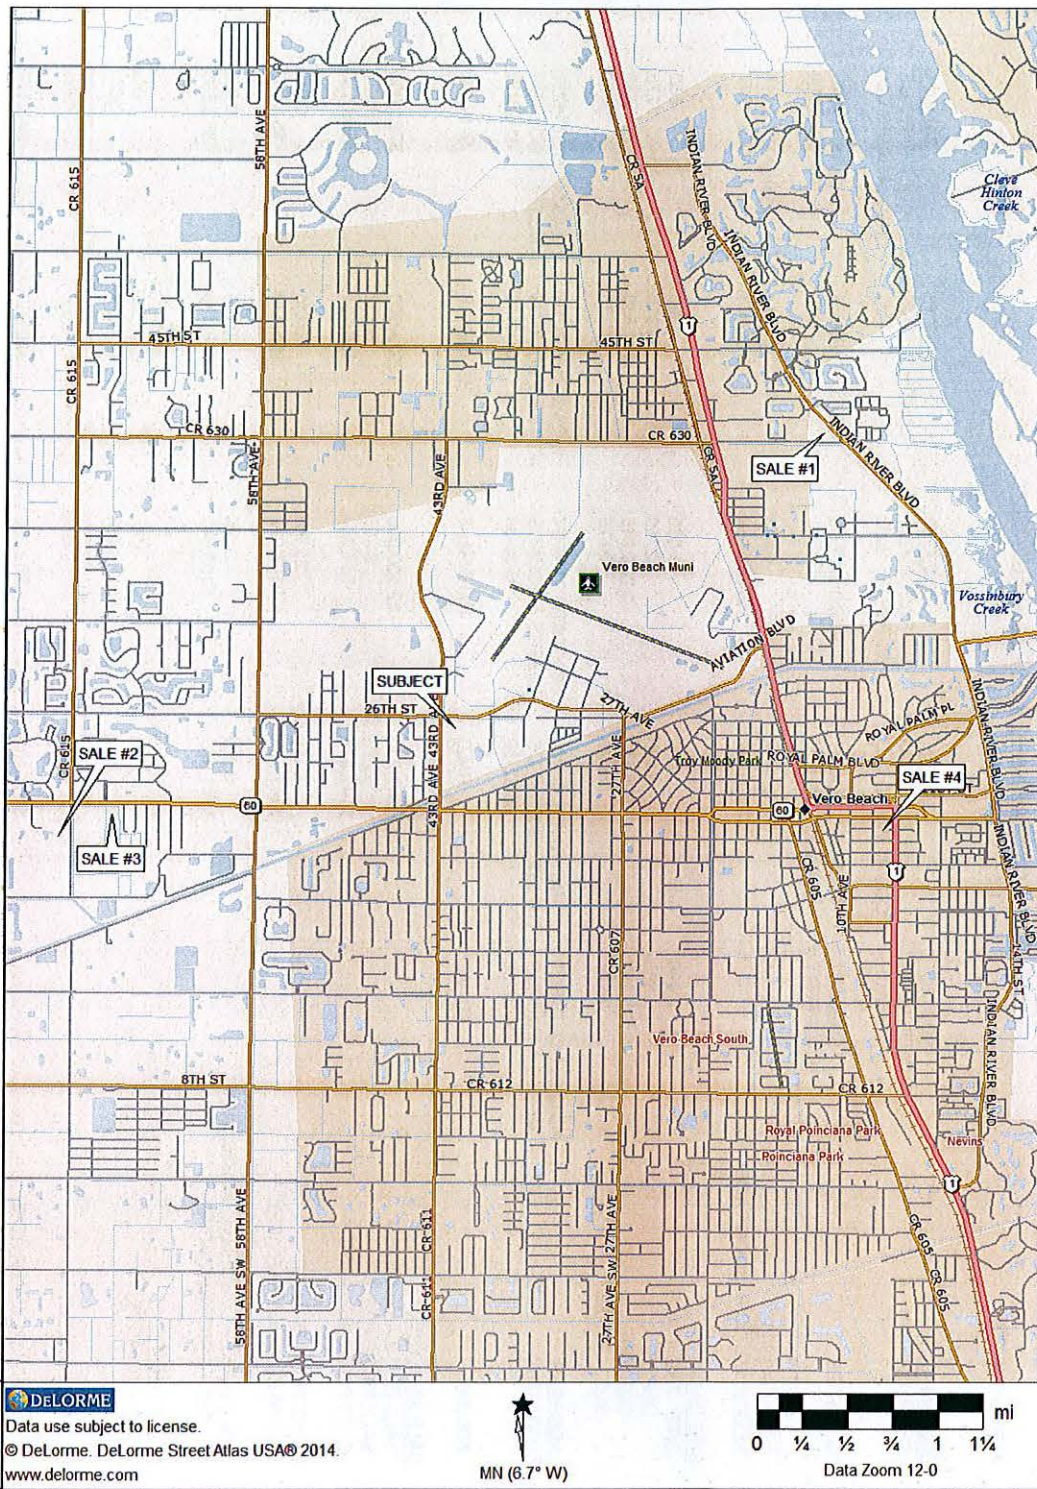 58TH AVE
CR 615
CR 5A
INDIAN RIVER BLVD
Cleve
Hinton
Creek
INDIAN RIVER BLVD
1
45TH ST
45TH ST
CR 615
CR 630
CR 630
INDIAN RIVER BLVD
58TH AVE
43RD AVE
CR 5A
SALE #1
Vero Beach Muni
Vossinbury
Creek
AVIATION BLVD
SUBJECT
26TH ST
27TH AVE
43RD A
INDIAN RIVER BLVD
ROYAL PALM PL
CR 615
SALE #2
Troy Moody Park
ROYAL PALM BLVD
27TH AVE
SALE #4
60
43RD AVE
60
Vero Beach
SALE #3
INDIAN RIVER BLVD
CR 605
1
10TH AVE
CR 607
14TH ST
Vero Beach South
INDIAN RIVER BLVD
8TH ST
CR 612
CR 612
Royal Poinciana Park
Nevins
Poinciana Park
1
58TH AVE SW 58TH AVE
CR 611
27TH AVE SW 27TH AVE
CR 605
CR 611
CR 605
DELORME
Data use subject to license.
© DeLorme. DeLorme Street Atlas USA® 2014.
www.delorme.com
MN (6.7° W)
mi
0 ¼ ½ ¾ 1 1¼
Data Zoom 12-0